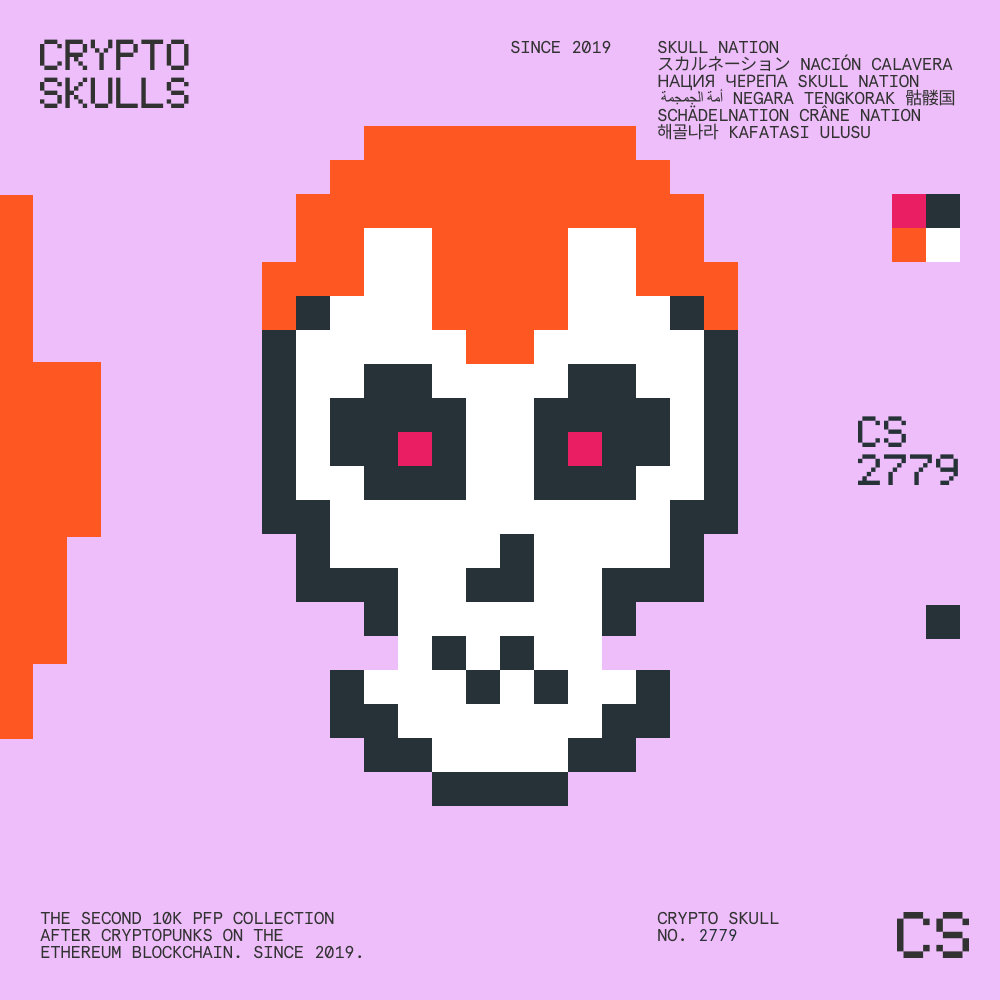 CRYPTO
SKULLS
SINCE 2019
SKULL NATION
スカルネーション NACIÓN CALAVERA
НАЦИЯ ЧЕРЕПА SKULL NATION
أمة الجمجمة NEGARA TENGKORAK 骷髅国
SCHÄDELNATION CRÂNE NATION
해골나라 KAFATASI ULUSU
CS
2779
THE SECOND 10K PFP COLLECTION
AFTER CRYPTOPUNKS ON THE
ETHEREUM BLOCKCHAIN. SINCE 2019.
CRYPTO SKULL
NO. 2779
CS